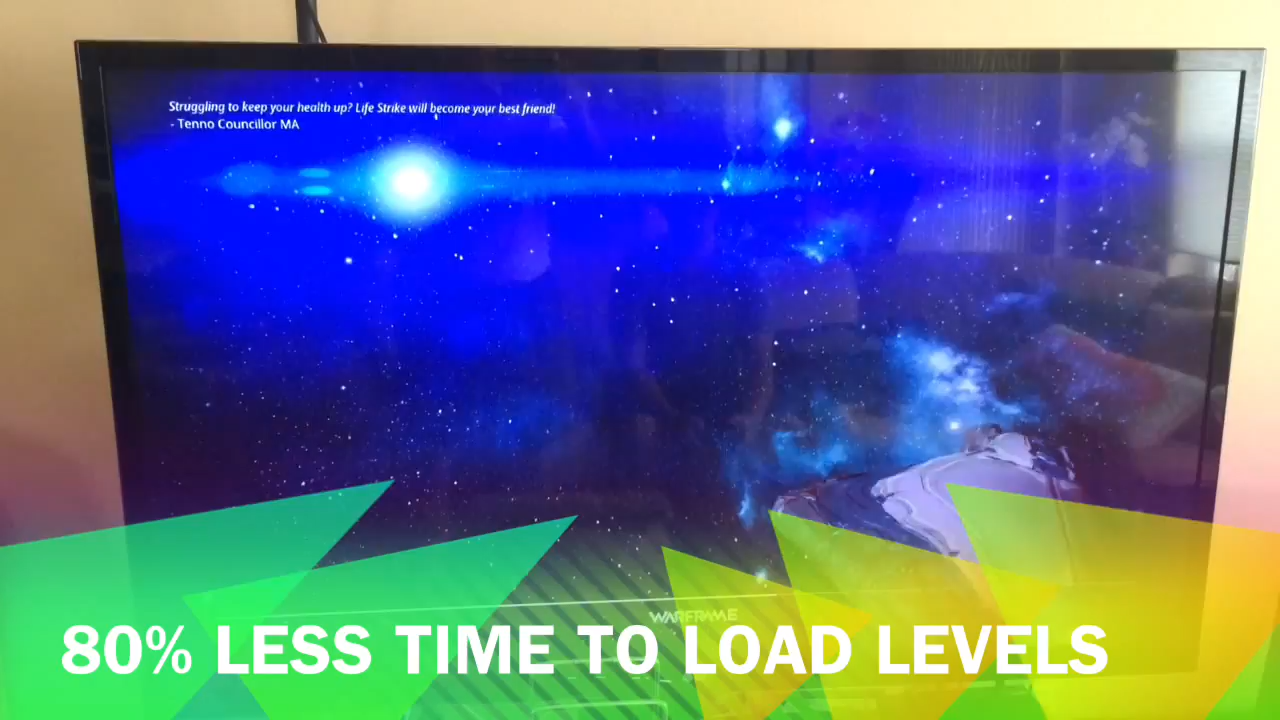 Struggling to keep your health up? Life Strike will become your best friend!
- Tenno Councillor MA
WARFRAME
80% LESS TIME TO LOAD LEVELS